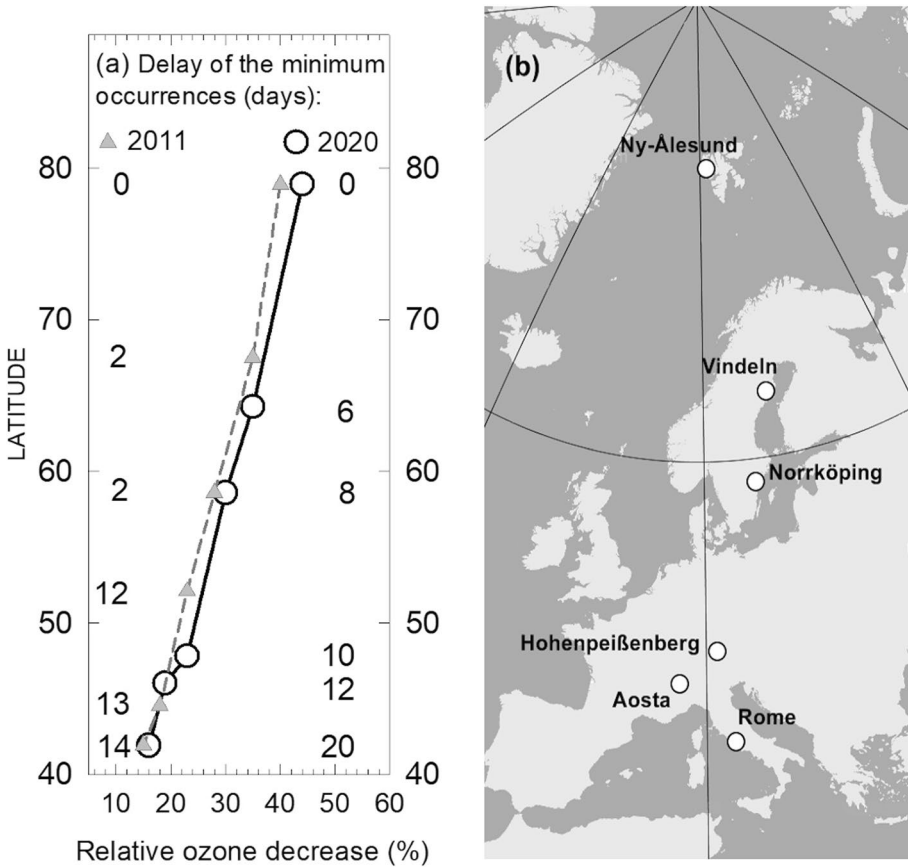 (a) Delay of the minimum
occurrences (days):
2011 2020
80 80
0 0
70 70
2
6
60 60
2 8
12
50 50
10
12
13
14 20
40 40
10 20 30 40 50 60
LATITUDE
Relative ozone decrease (%)
(b)
Ny-Ålesund
Vindeln
Norrköping
Hohenpeißenberg
Aosta
Rome